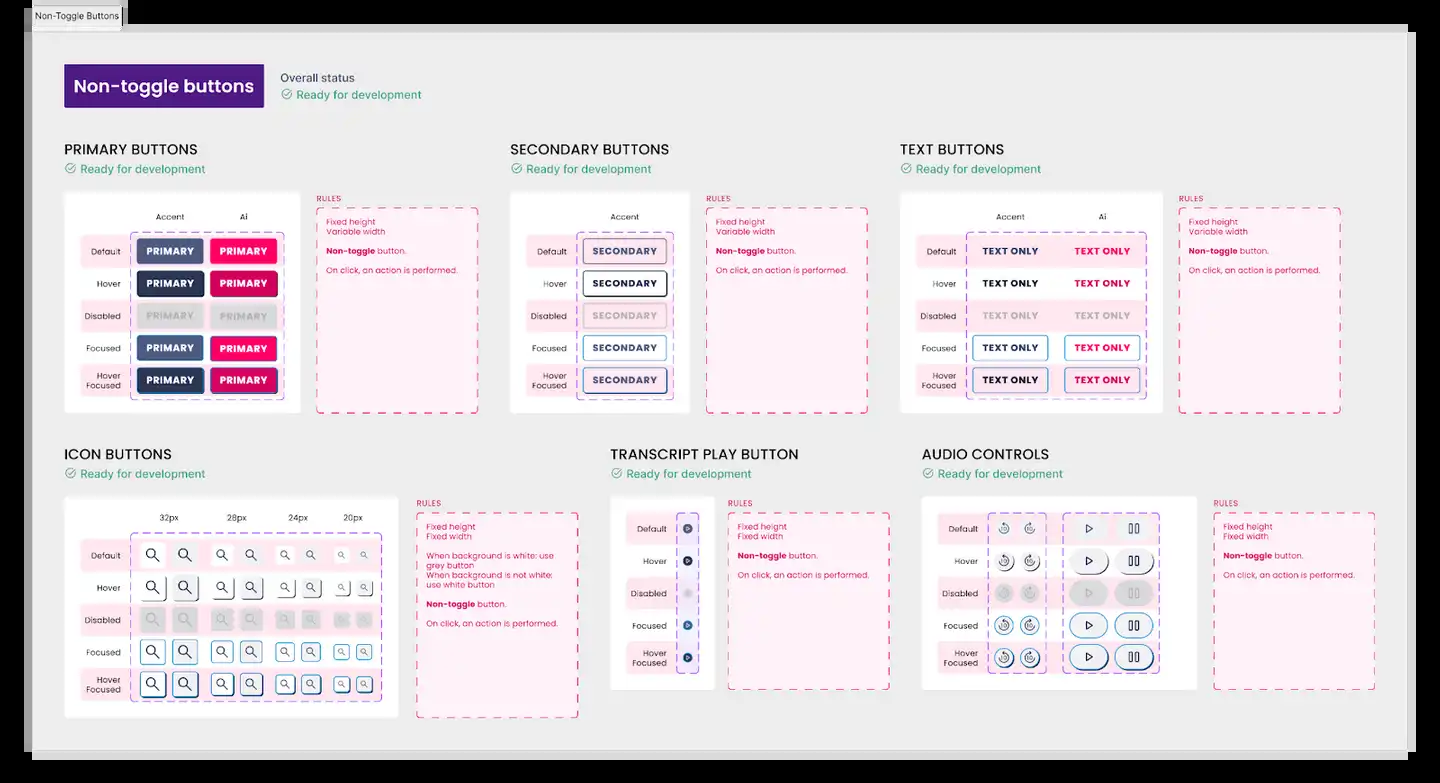 Non-Toggle Buttons
Non-toggle buttons
Overall status
Ready for development
PRIMARY BUTTONS
Ready for development
Accent Ai
Default PRIMARY PRIMARY
Hover PRIMARY PRIMARY
Disabled PRIMARY PRIMARY
Focused PRIMARY PRIMARY
Hover
Focused PRIMARY PRIMARY
RULES
Fixed height
Variable width
Non-toggle button.
On click, an action is performed.
SECONDARY BUTTONS
Ready for development
Accent
Default SECONDARY
Hover SECONDARY
Disabled SECONDARY
Focused SECONDARY
Hover
Focused SECONDARY
RULES
Fixed height
Variable width
Non-toggle button.
On click, an action is performed.
TEXT BUTTONS
Ready for development
Accent Ai
Default TEXT ONLY TEXT ONLY
Hover TEXT ONLY TEXT ONLY
Disabled TEXT ONLY TEXT ONLY
Focused TEXT ONLY TEXT ONLY
Hover
Focused TEXT ONLY TEXT ONLY
RULES
Fixed height
Variable width
Non-toggle button.
On click, an action is performed.
ICON BUTTONS
Ready for development
32px 28px 24px 20px
Default
Hover
Disabled
Focused
Hover
Focused
RULES
Fixed height
Fixed width
When background is white: use
grey button
When background is not white:
use white button
Non-toggle button.
On click, an action is performed.
TRANSCRIPT PLAY BUTTON
Ready for development
Default
Hover
Disabled
Focused
Hover
Focused
RULES
Fixed height
Fixed width
Non-toggle button.
On click, an action is performed.
AUDIO CONTROLS
Ready for development
Default
Hover
Disabled
Focused
Hover
Focused
RULES
Fixed height
Fixed width
Non-toggle button.
On click, an action is performed.